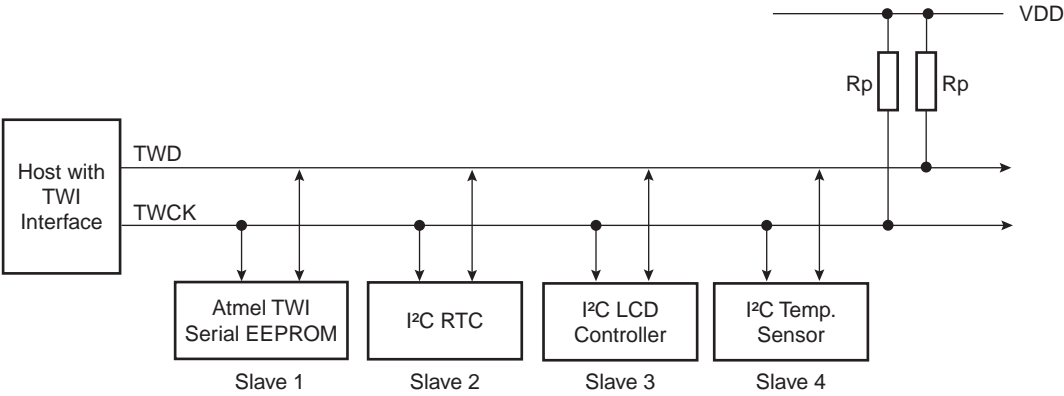 VDD
Rp
Rp
Host with
TWI
Interface
TWD
TWCK
Atmel TWI
Serial EEPROM
I²C RTC
I²C LCD
Controller
I²C Temp.
Sensor
Slave 1
Slave 2
Slave 3
Slave 4